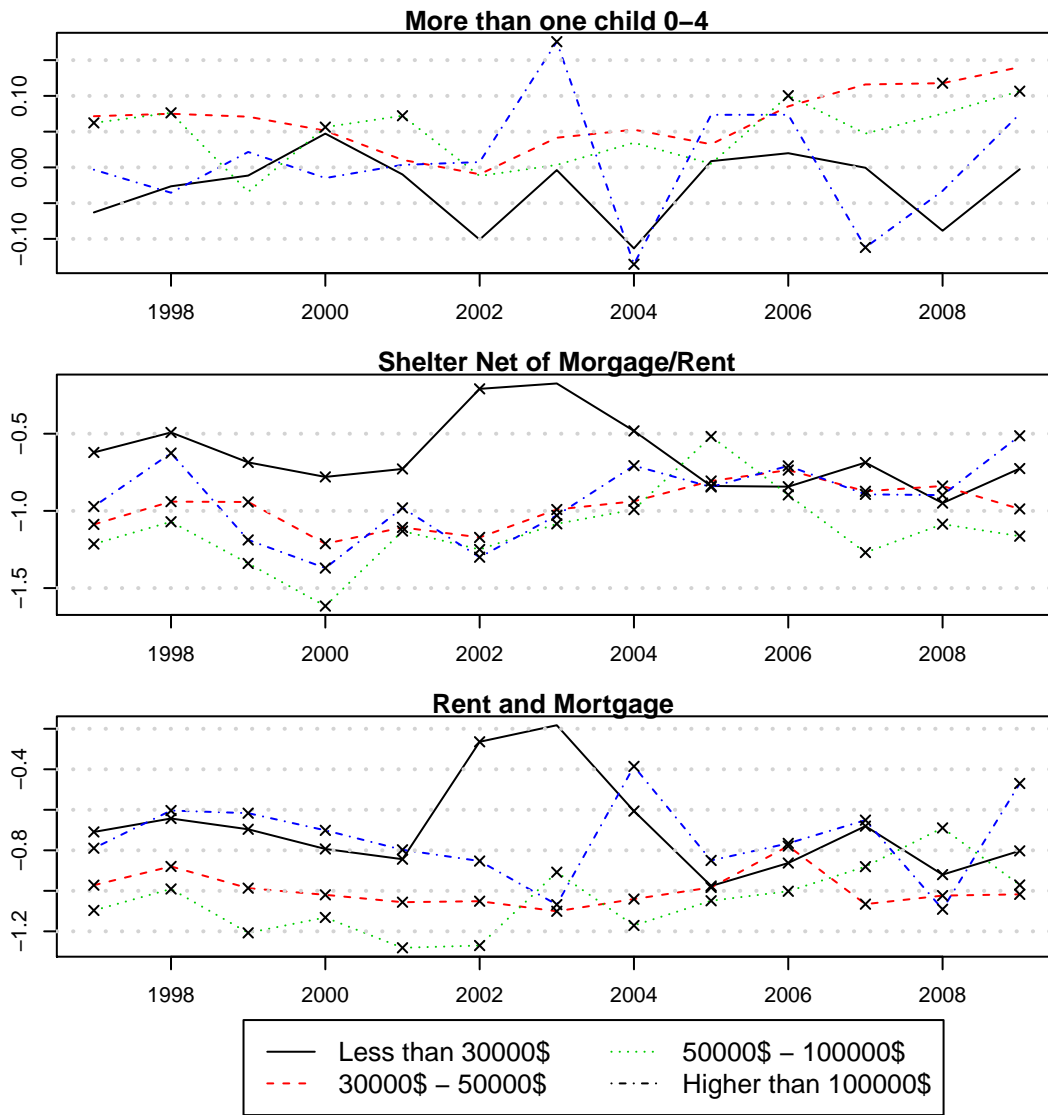 More than one child 0−4
0.10
0.00
−0.10
1998 2000 2002 2004 2006 2008
Shelter Net of Morgage/Rent
−0.5
−1.0
−1.5
1998 2000 2002 2004 2006 2008
Rent and Mortgage
−0.4
−0.8
−1.2
1998 2000 2002 2004 2006 2008
Less than 30000$ 50000$ − 100000$
30000$ − 50000$ Higher than 100000$